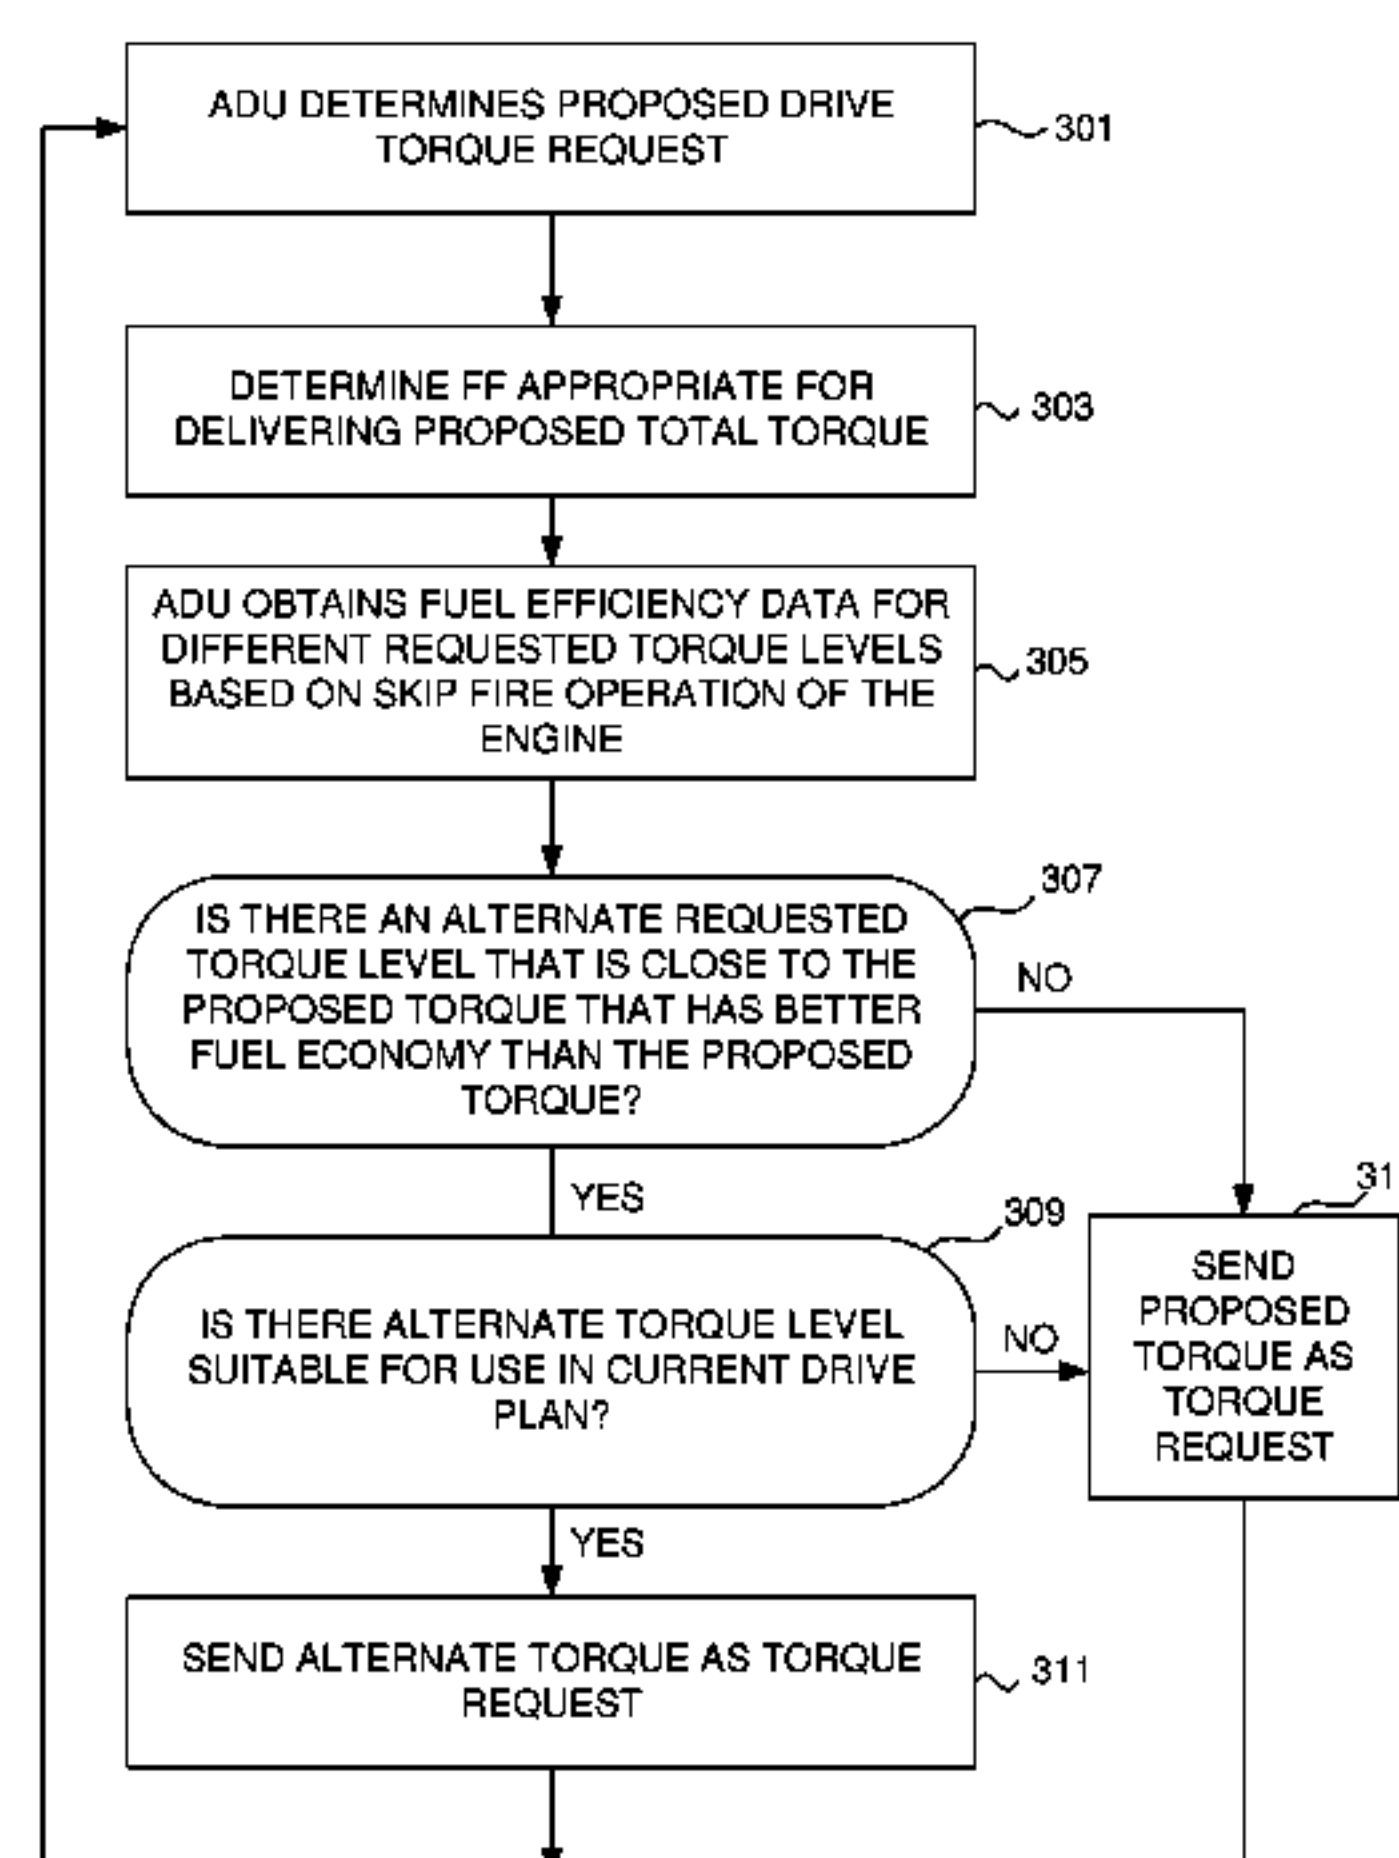 ADU DETERMINES PROPOSED DRIVE
TORQUE REQUEST
301
DETERMINE FF APPROPRIATE FOR
DELIVERING PROPOSED TOTAL TORQUE
303
ADU OBTAINS FUEL EFFICIENCY DATA FOR
DIFFERENT REQUESTED TORQUE LEVELS
BASED ON SKIP FIRE OPERATION OF THE
ENGINE
305
307
IS THERE AN ALTERNATE REQUESTED
TORQUE LEVEL THAT IS CLOSE TO THE
PROPOSED TORQUE THAT HAS BETTER
FUEL ECONOMY THAN THE PROPOSED
TORQUE?
NO
YES
309
IS THERE ALTERNATE TORQUE LEVEL
SUITABLE FOR USE IN CURRENT DRIVE
PLAN?
NO
31
SEND
PROPOSED
TORQUE AS
TORQUE
REQUEST
YES
SEND ALTERNATE TORQUE AS TORQUE
REQUEST
311